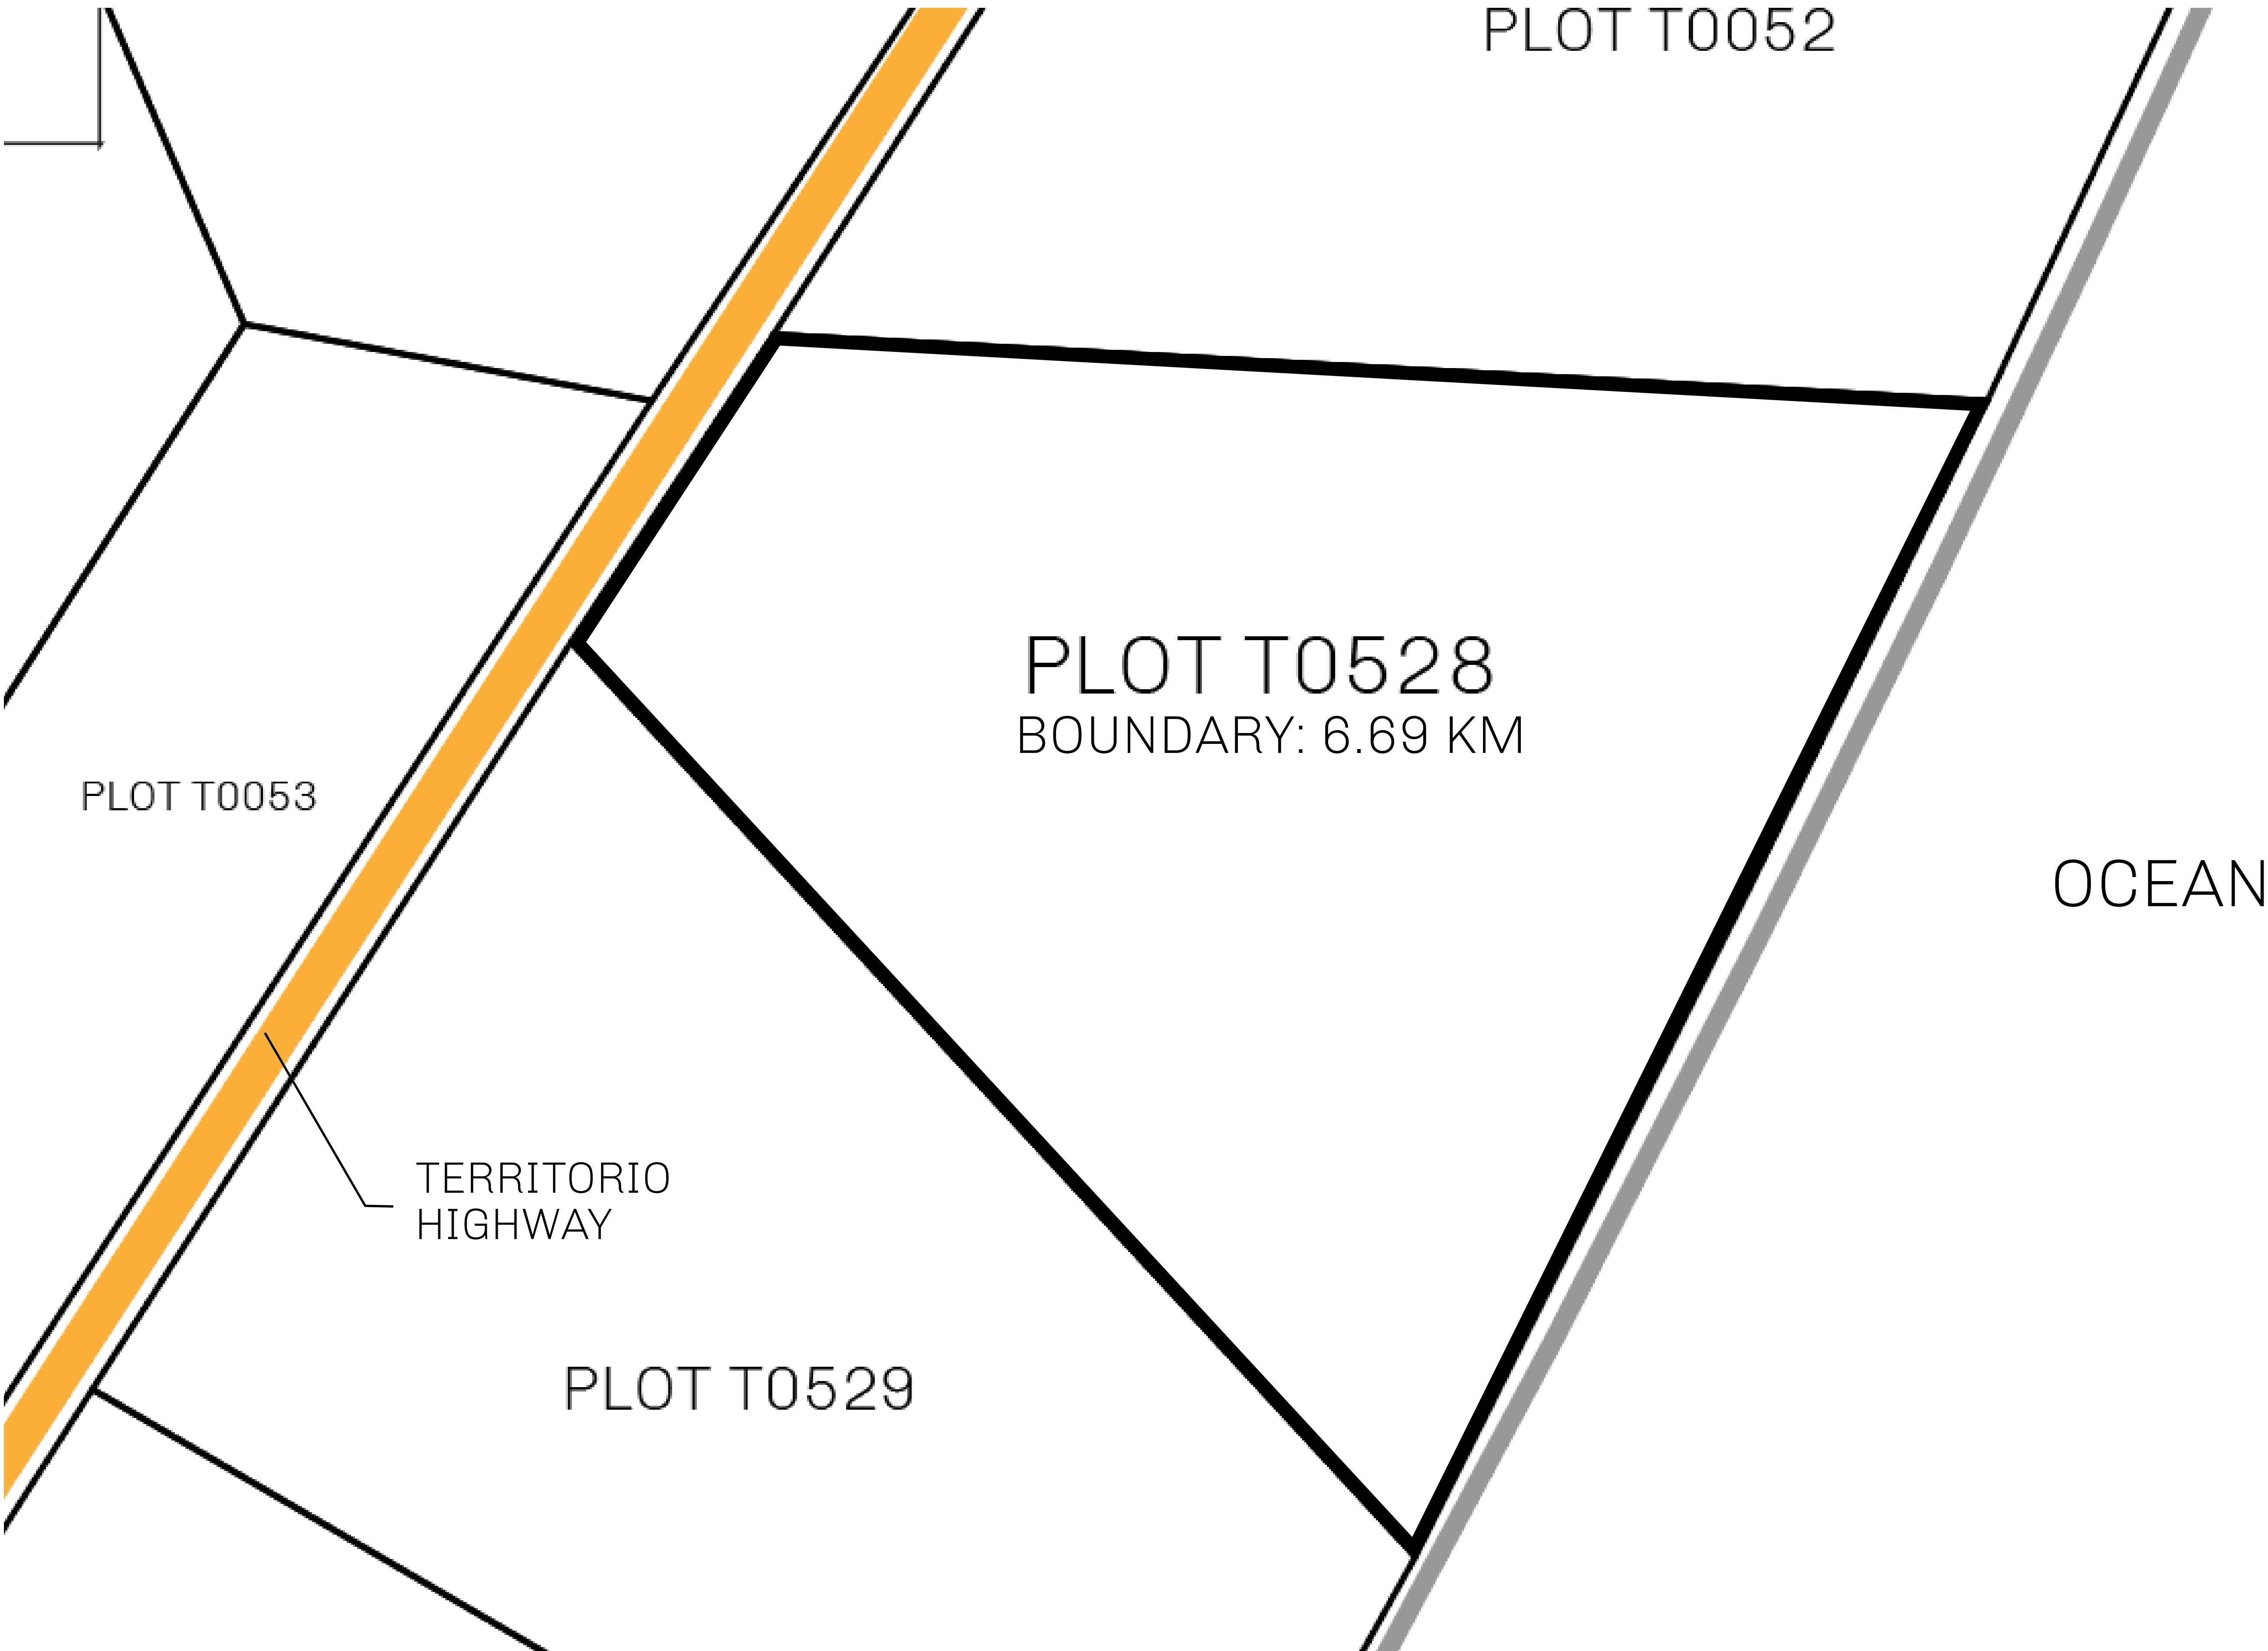 PLOT T0052
PLOT T0528
BOUNDARY: 6.69 KM
PLOT T0053
OCEAN
TERRITORIO
HIGHWAY
PLOT T0529